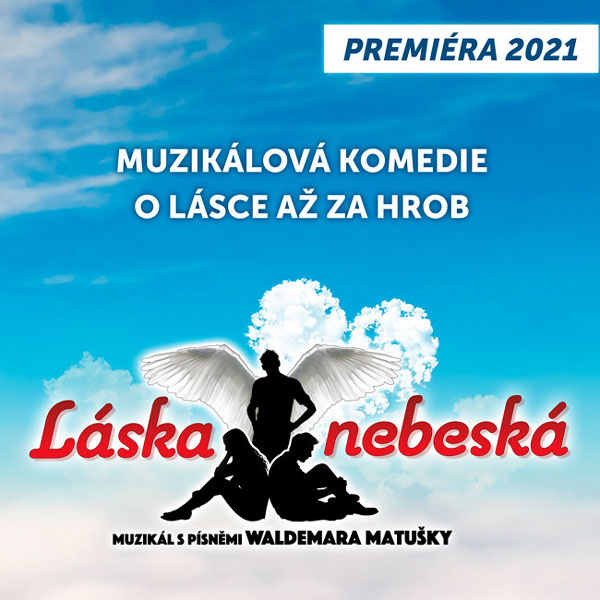 PREMIÉRA 2021
MUZIKÁLOVÁ KOMEDIE
O LÁSCE AŽ ZA HROB
Láska nebeská
MUZIKÁL S PÍSNĚMI WALDEMARA MATUŠKY